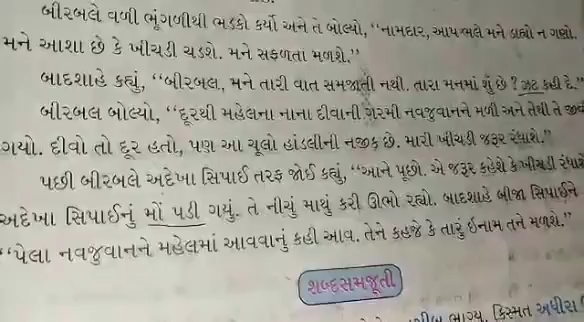 બીરબલે વળી ભૂંગળીથી ભડકો કર્યો અને તે બોલ્યો, “નામદાર, આપ ભલે મને ડાહ્યો ન ગણો.
મને આશા છે કે ખીચડી ચડશે. મને સફળતા મળશે.”
બાદશાહે કહ્યું, “બીરબલ, મને તારી વાત સમજાતી નથી. તારા મનમાં શું છે ? ઝટ કહી દે.”
બીરબલ બોલ્યો, “દૂરથી મહેલના નાના દીવાની ગરમી નવજુવાનને મળી અને તેથી તે જીવી
ગયો. દીવો તો દૂર હતો, પણ આ ચૂલો હાંડલીની નજીક છે. મારી ખીચડી જરૂર રંધાશે.”
પછી બીરબલે અદેખા સિપાઈ તરફ જોઈ કહ્યું, “આને પૂછો. એ જરૂર કહેશે કે ખીચડી રંધાશે
અદેખા સિપાઈનું મોં પડી ગયું. તે નીચું માથું કરી ઊભો રહ્યો. બાદશાહે બીજા સિપાઈને
“પેલા નવજુવાનને મહેલમાં આવવાનું કહી આવ. તેને કહજે કે તારું ઇનામ તને મળશે.”
શબ્દસમજૂતી
ભાગ્ય, કિસ્મત અધીરા